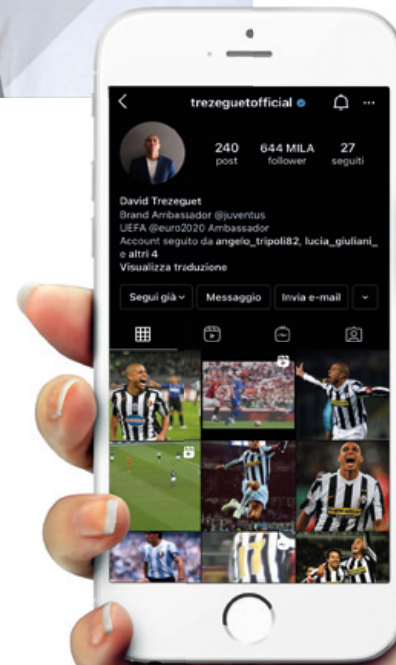 trezeguetofficial
240 644 MILA 27
post follower seguiti
David Trezeguet
Brand Ambassador @juventus
UEFA @euro2020 Ambassador
Account seguito da angelo_tripoli82, lucia_giuliani_
e altri 4
Visualizza traduzione
Segui già Messaggio Invia e-mail